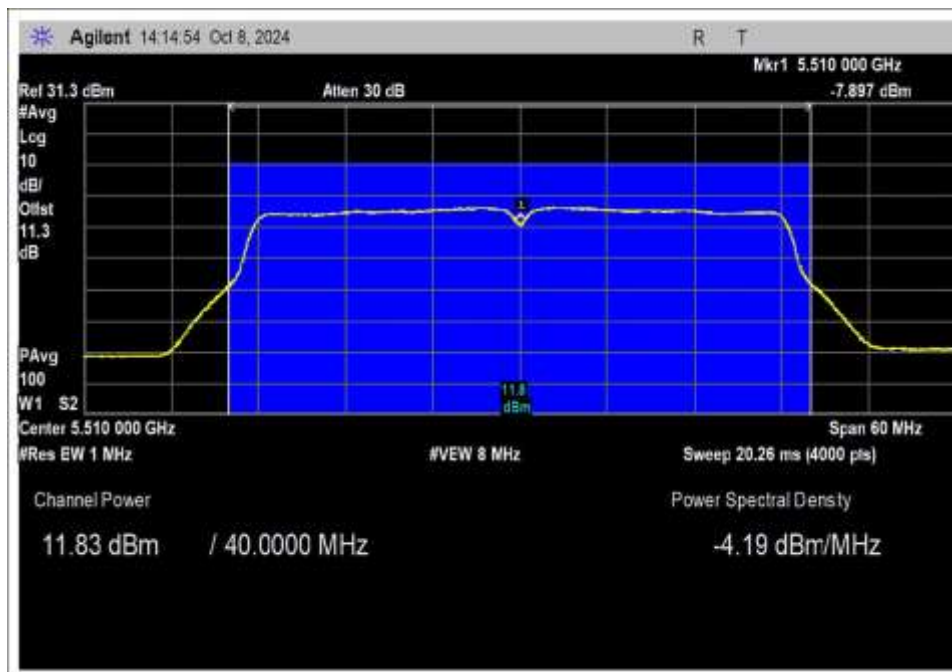 Agilent 14:14:54 Oct 8, 2024 R T
Mkr1 5.510 000 GHz
Ref 31.3 dBm Atten 30 dB -7.897 dBm
#Avg
Log
10
dB/
Offst
11.3
dB
1
PAvg
100
W1 S2
11.8
dBm
Center 5.510 000 GHz Span 60 MHz
#Res BW 1 MHz #VBW 8 MHz Sweep 20.26 ms (4000 pts)
Channel Power Power Spectral Density
11.83 dBm / 40.0000 MHz -4.19 dBm/MHz